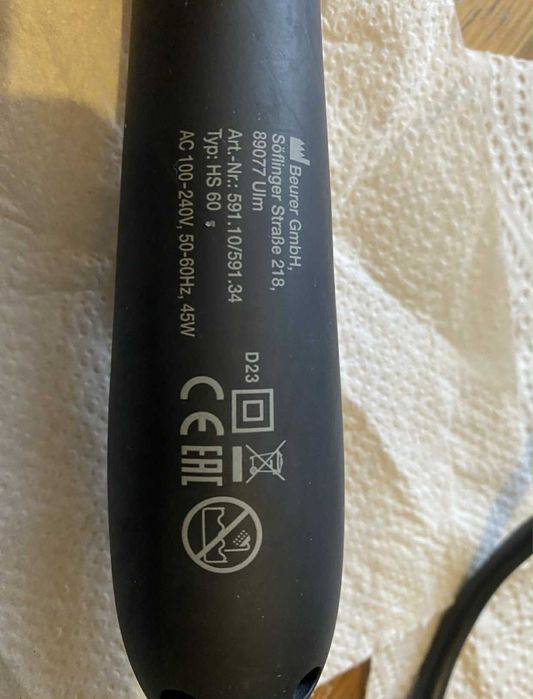 Beurer GmbH,
Söflinger Straße 218,
89077 Ulm
Art.-Nr.: 591.10/591.34
Typ: HS 60
AC 100-240V, 50-60Hz, 45W
D23
CE EAC